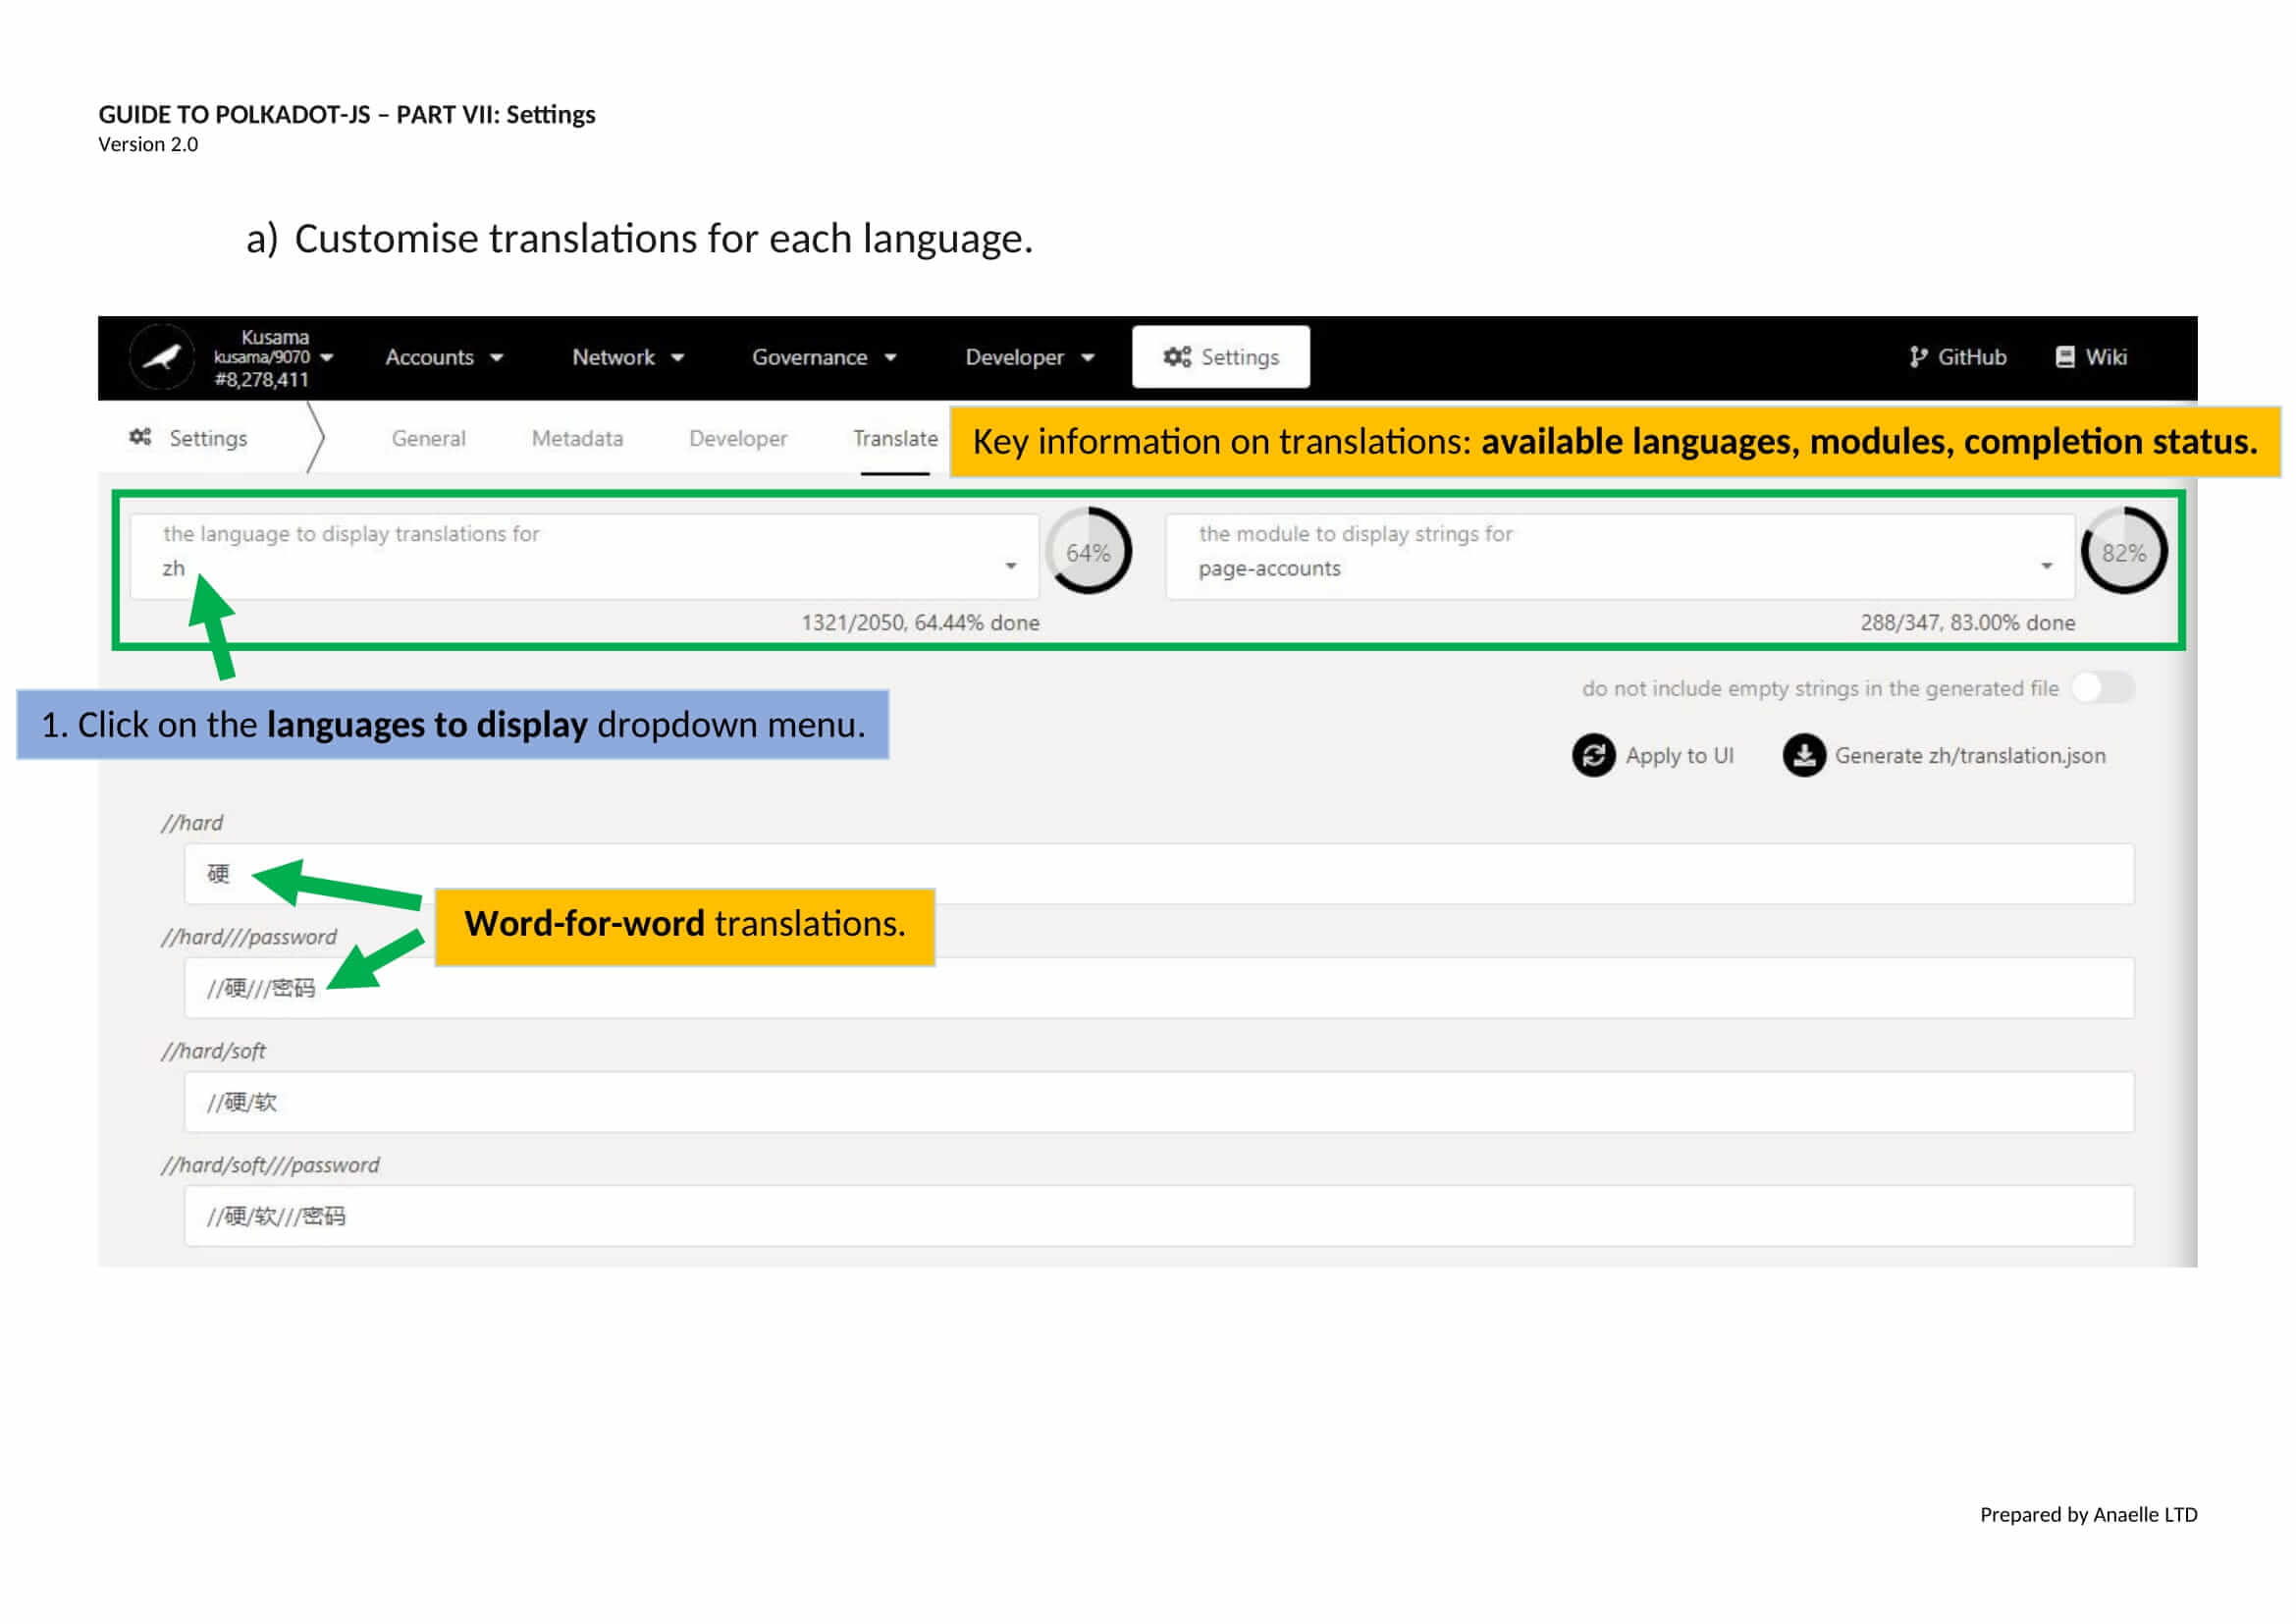 GUIDE TO POLKADOT-JS – PART VII: Settings
Version 2.0
a) Customise translations for each language.
Kusama
kusama/9070
#8,278,411
Accounts
Network
Governance
Developer
Settings
GitHub
Wiki
Settings
General
Metadata
Developer
Translate
Key information on translations: available languages, modules, completion status.
the language to display translations for
zh
64%
1321/2050, 64.44% done
the module to display strings for
page-accounts
82%
288/347, 83.00% done
1. Click on the languages to display dropdown menu.
do not include empty strings in the generated file
Apply to UI
Generate zh/translation.json
//hard
硬
Word-for-word translations.
//hard///password
//硬///密码
//hard/soft
//硬/软
//hard/soft///password
//硬/软///密码
Prepared by Anaelle LTD